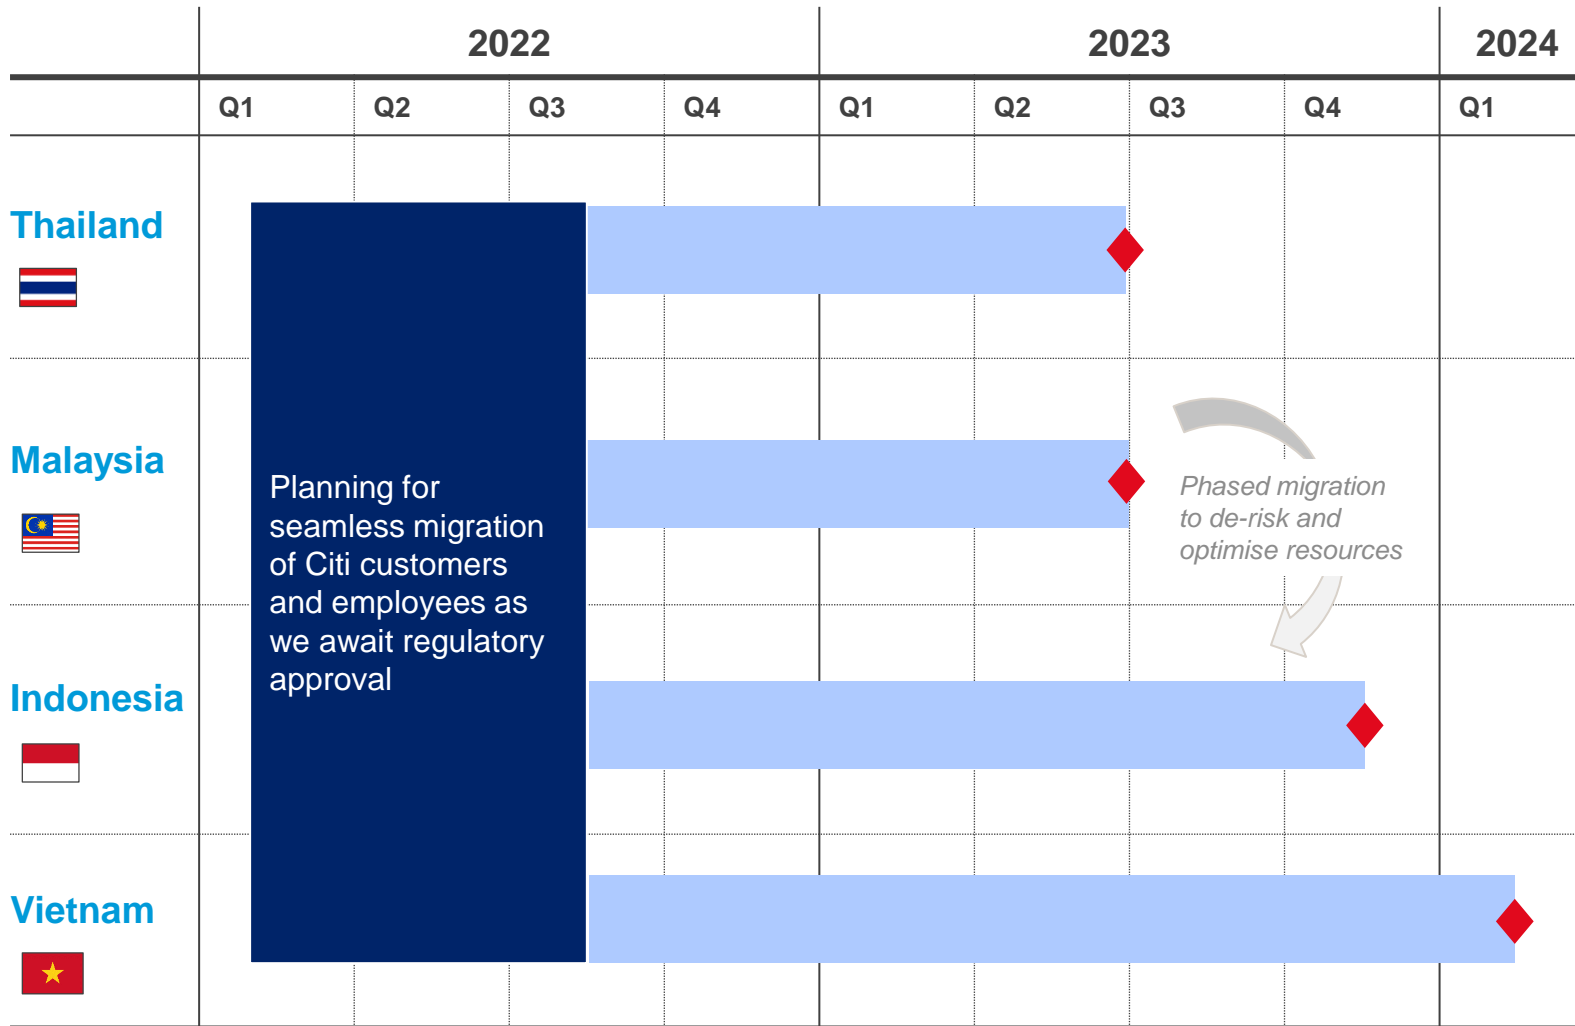 2022 2023 2024
Q1 Q2 Q3 Q4 Q1 Q2 Q3 Q4 Q1
Thailand
Malaysia
Planning for
seamless migration
of Citi customers
and employees as
we await regulatory
approval
Phased migration
to de-risk and
optimise resources
Indonesia
Vietnam